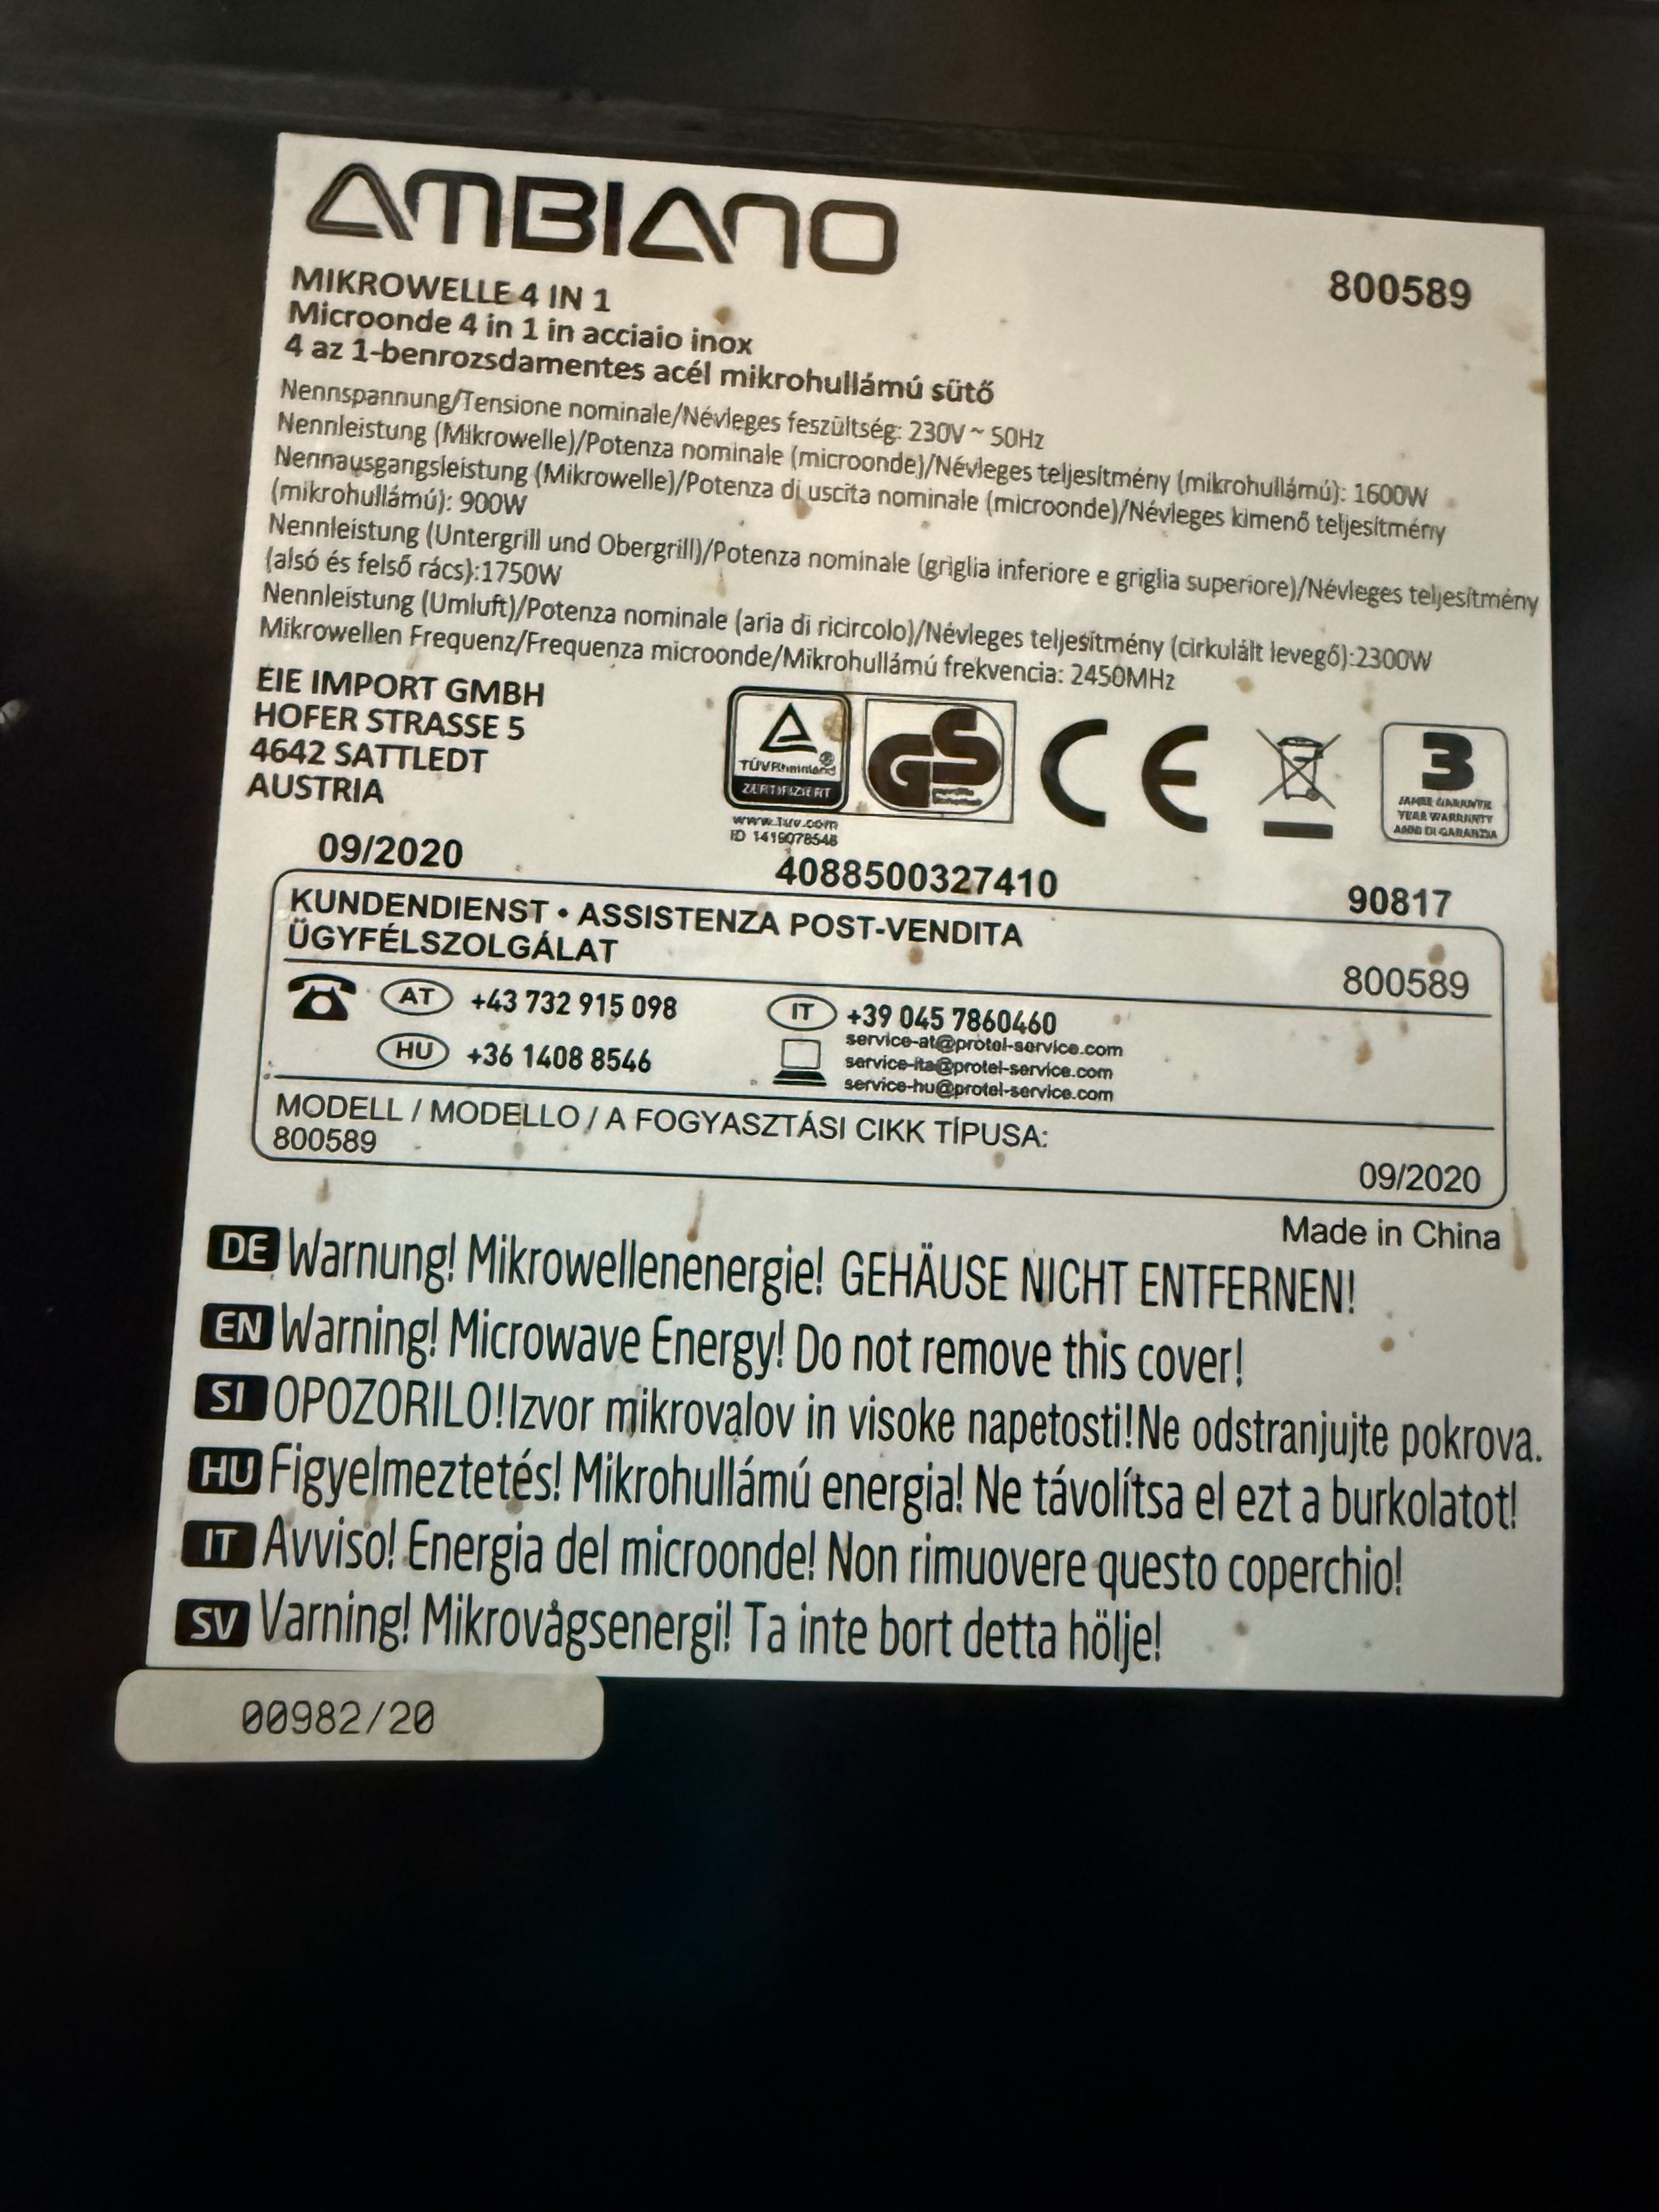 AMBIANO
800589
MIKROWELLE 4 IN 1
Microonde 4 in 1 in acciaio inox
4 az 1-benrozsdamentes acél mikrohullámú sütő
Nennspannung/Tensione nominale/Névleges feszültség: 230V ~ 50Hz
Nennleistung (Mikrowelle)/Potenza nominale (microonde)/Névleges teljesítmény (mikrohullámú): 1600W
Nennausgangsleistung (Mikrowelle)/Potenza di uscita nominale (microonde)/Névleges kimenő teljesítmény
(mikrohullámú): 900W
Nennleistung (Untergrill und Obergrill)/Potenza nominale (griglia inferiore e griglia superiore)/Névleges teljesítmény
(alsó és felső rács):1750W
Nennleistung (Umluft)/Potenza nominale (aria di ricircolo)/Névleges teljesítmény (cirkulált levegő):2300W
Mikrowellen Frequenz/Frequenza microonde/Mikrohullámú frekvencia: 2450MHz
EIE IMPORT GMBH
HOFER STRASSE 5
4642 SATTLEDT
AUSTRIA
TÜVRheinland
ZERTIFIZIERT
www.tuv.com
ID 1419078548
GS
CE
3
JAHRE GARANTIE
YEAR WARRANTY
ANNI DI GARANZIA
09/2020
4088500327410
90817
KUNDENDIENST • ASSISTENZA POST-VENDITA
ÜGYFÉLSZOLGÁLAT
800589
AT +43 732 915 098
IT +39 045 7860460
HU +36 1408 8546
service-at@protel-service.com
service-ita@protel-service.com
service-hu@protel-service.com
MODELL / MODELLO / A FOGYASZTÁSI CIKK TÍPUSA:
800589
09/2020
Made in China
DE Warnung! Mikrowellenenergie! GEHÄUSE NICHT ENTFERNEN!
EN Warning! Microwave Energy! Do not remove this cover!
SI OPOZORILO!Izvor mikrovalov in visoke napetosti!Ne odstranjujte pokrova.
HU Figyelmeztetés! Mikrohullámú energia! Ne távolítsa el ezt a burkolatot!
IT Avviso! Energia del microonde! Non rimuovere questo coperchio!
SV Varning! Mikrovågsenergi! Ta inte bort detta hölje!
00982/20